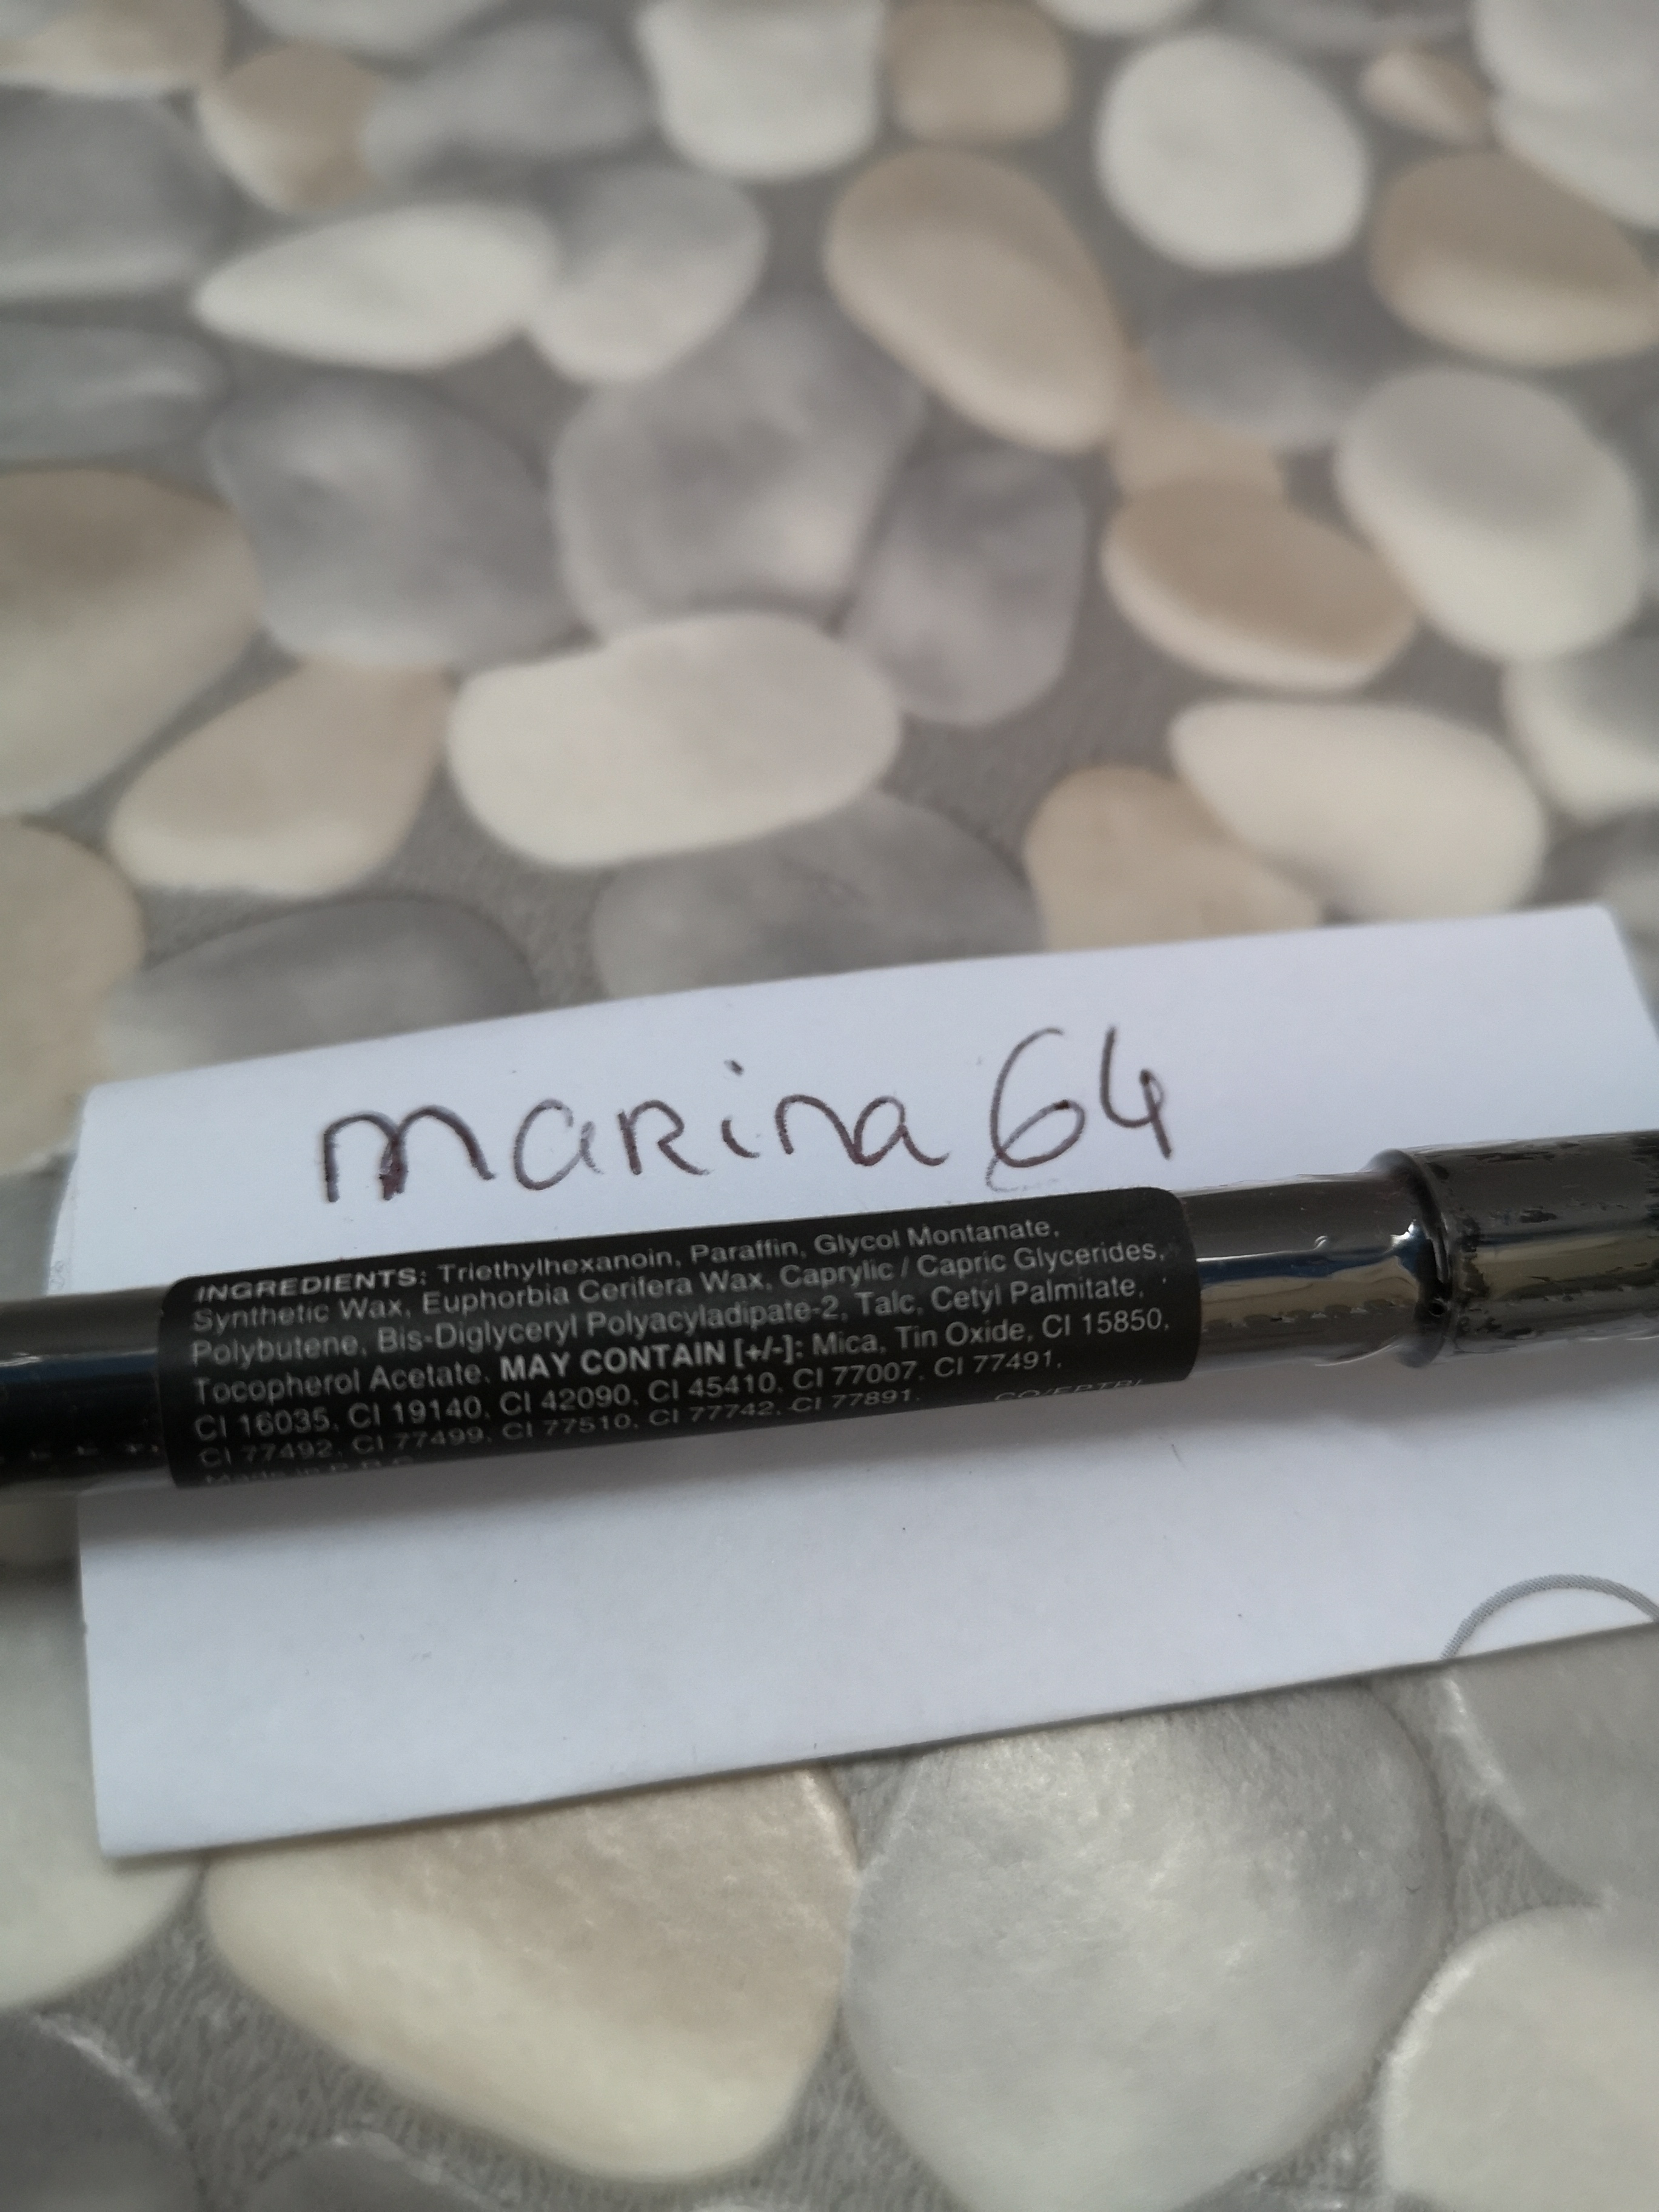 marina 64
INGREDIENTS: Triethylhexanoin, Paraffin, Glycol Montanate,
Synthetic Wax, Euphorbia Cerifera Wax, Caprylic / Capric Glycerides,
Polybutene, Bis-Diglyceryl Polyacyladipate-2, Talc, Cetyl Palmitate,
Tocopherol Acetate. MAY CONTAIN [+/-]: Mica, Tin Oxide, CI 15850,
CI 16035, CI 19140, CI 42090, CI 45410, CI 77007, CI 77491,
CI 77492, CI 77499, CI 77510, CI 77742, CI 77891.
Made in P.R.C.